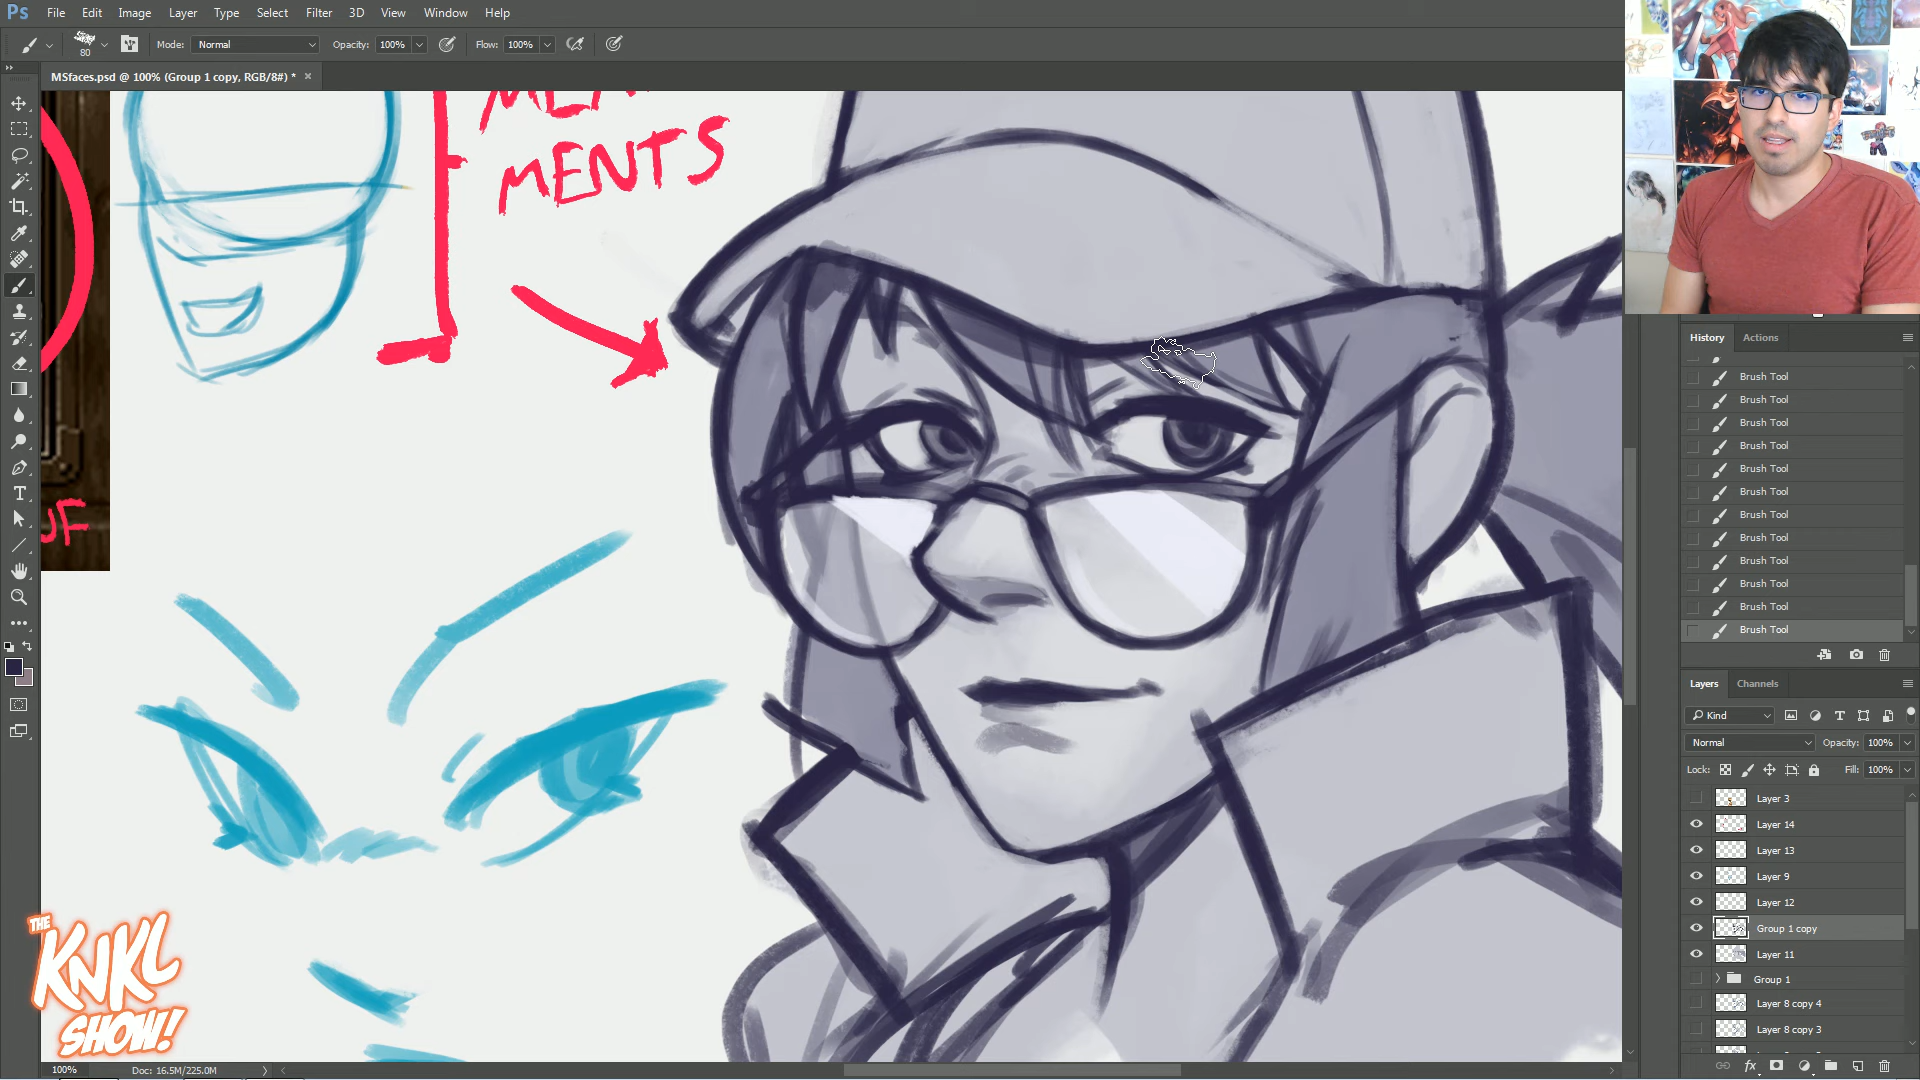 Ps File Edit Image Layer Type Select Filter 3D View Window Help
80 Mode: Normal Opacity: 100% Flow: 100%
MSfaces.psd @ 100% (Group 1 copy, RGB/8#) * ×
MENTS
THE
KNKL
SHOW!
History Actions
Brush Tool
Brush Tool
Brush Tool
Brush Tool
Brush Tool
Brush Tool
Brush Tool
Brush Tool
Brush Tool
Brush Tool
Brush Tool
Brush Tool
Layers Channels
Kind
Normal Opacity: 100%
Lock: Fill: 100%
Layer 3
Layer 14
Layer 13
Layer 9
Layer 12
Group 1 copy
Layer 11
Group 1
Layer 8 copy 4
Layer 8 copy 3
100% Doc: 16.5M/225.0M